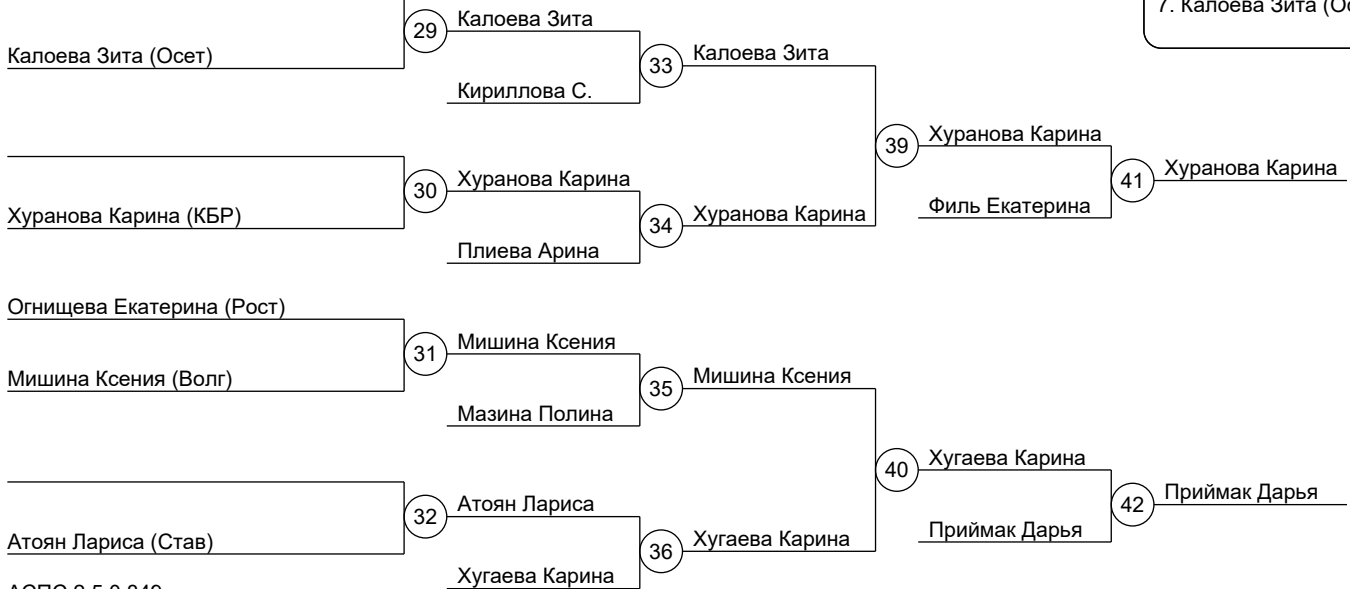 7. Калоева Зита
29
Калоева Зита
Калоева Зита (Осет)
33
Калоева Зита
Кириллова С.
39
Хуранова Карина
30
Хуранова Карина
41
Хуранова Карина
Хуранова Карина (КБР)
34
Хуранова Карина
Филь Екатерина
Плиева Арина
Огнищева Екатерина (Рост)
31
Мишина Ксения
Мишина Ксения (Волг)
35
Мишина Ксения
Мазина Полина
40
Хугаева Карина
32
Атоян Лариса
42
Приймак Дарья
Атоян Лариса (Став)
36
Хугаева Карина
Приймак Дарья
Хугаева Карина